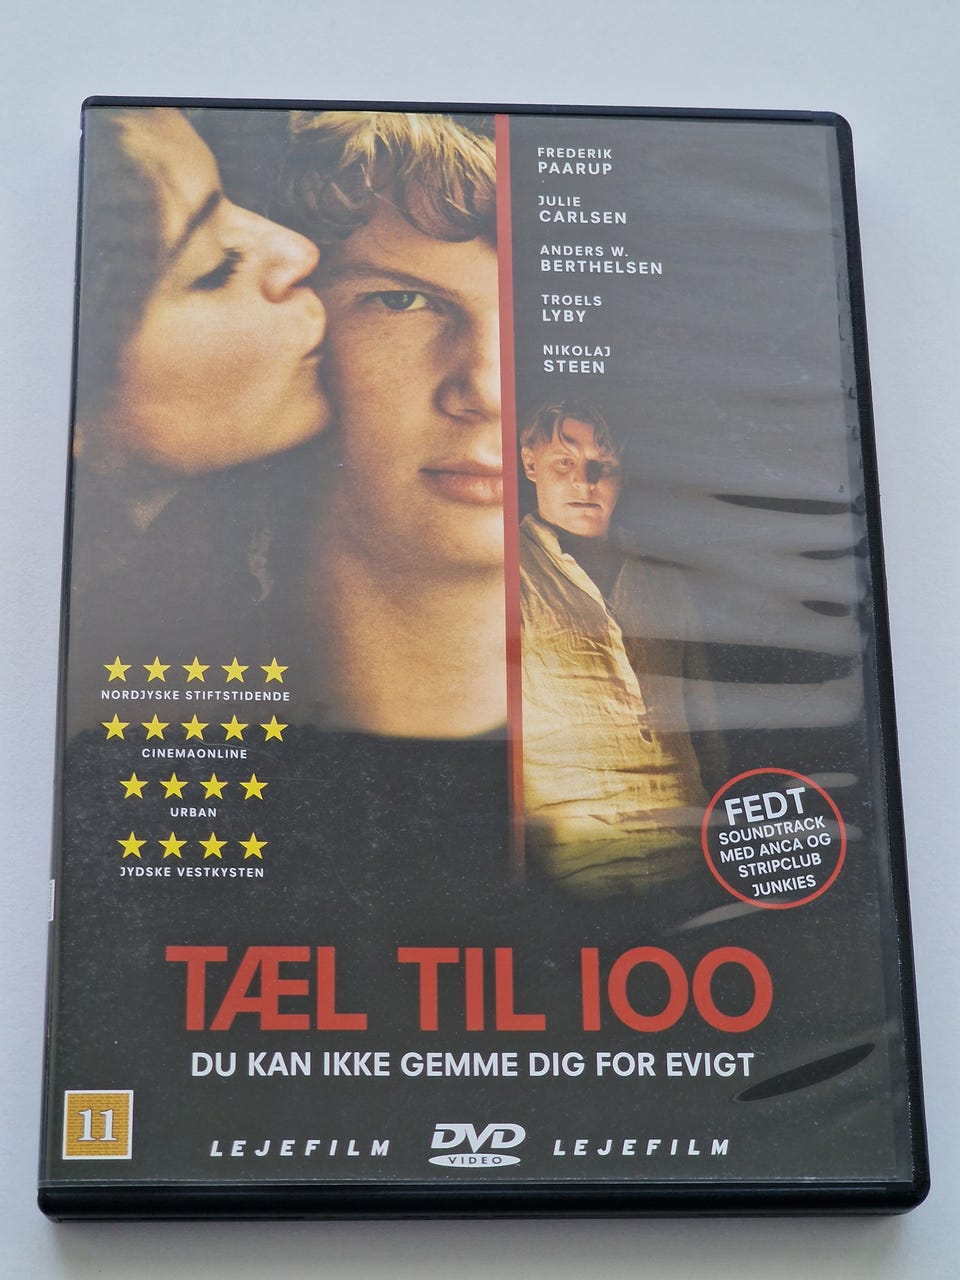 FREDERIK
PAARUP
JULIE
CARLSEN
ANDERS W.
BERTHELSEN
TROELS
LYBY
NIKOLAJ
STEEN
NORDJYSKE STIFTSTIDENDE
CINEMAONLINE
URBAN
JYDSKE VESTKYSTEN
FEDT
SOUNDTRACK
MED ANCA OG
STRIPCLUB
JUNKIES
TÆL TIL 100
DU KAN IKKE GEMME DIG FOR EVIGT
11
LEJEFILM DVD LEJEFILM
VIDEO